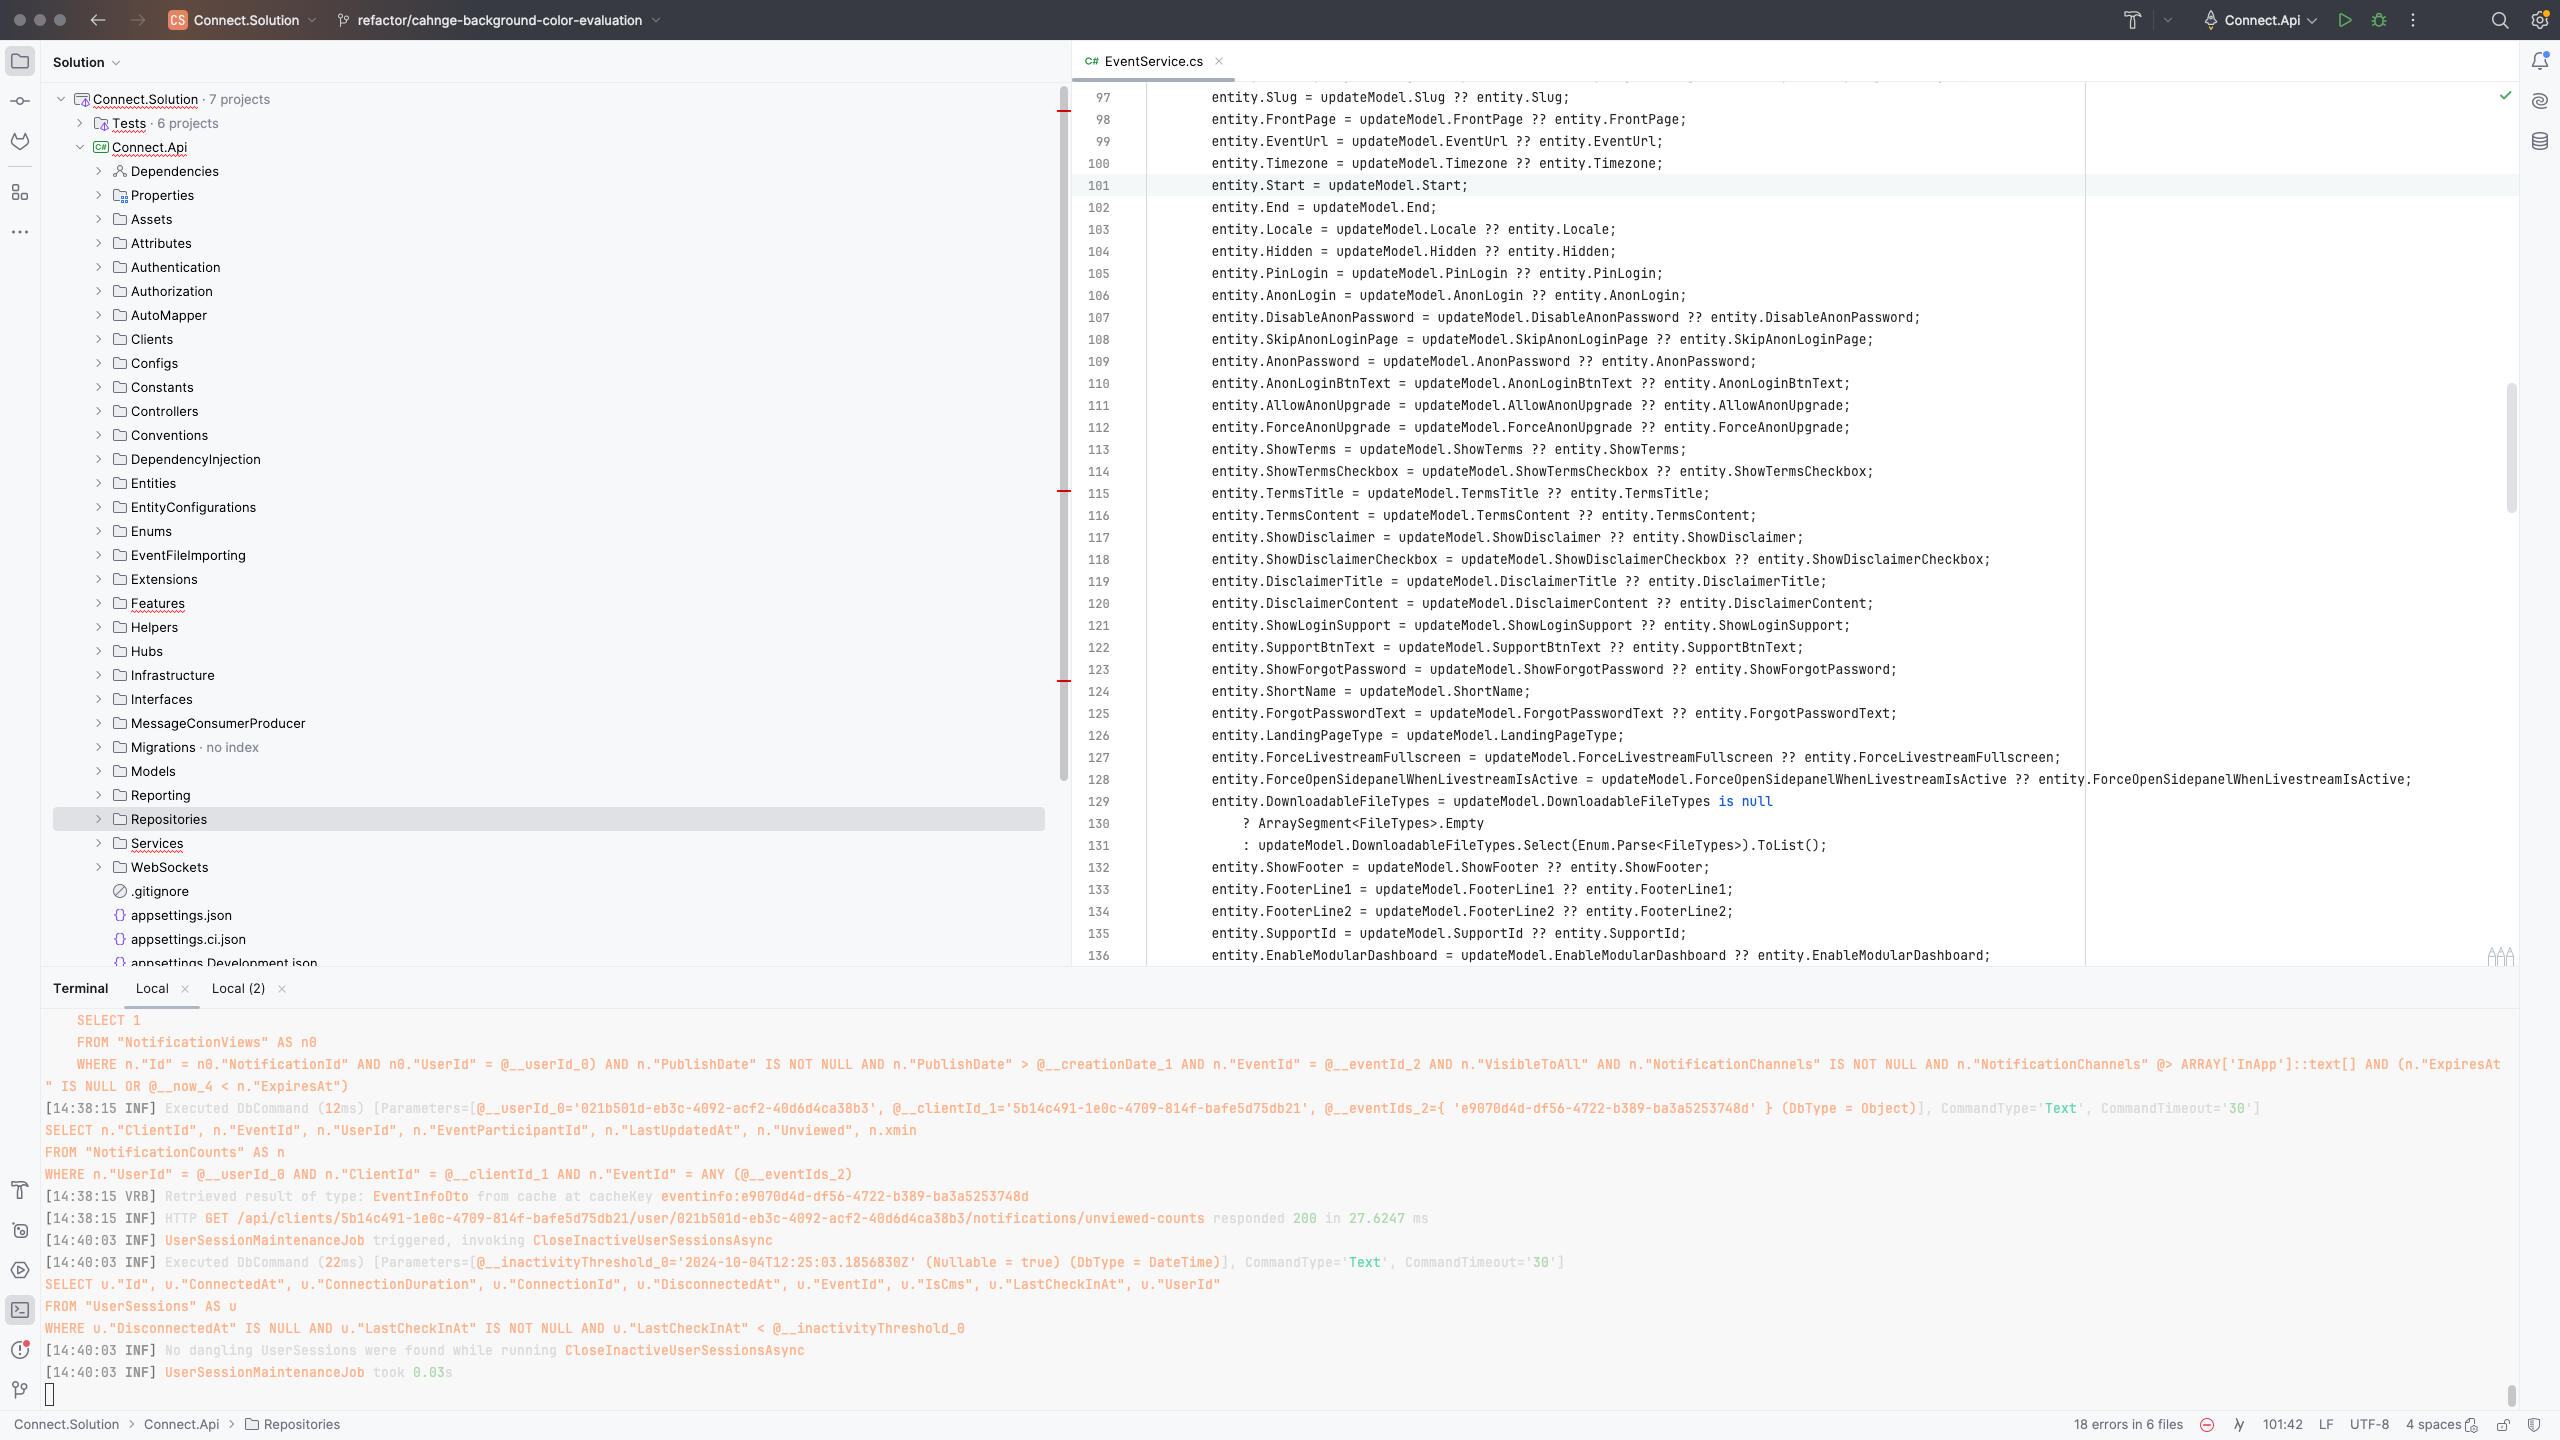 CS Connect.Solution refactor/cahnge-background-color-evaluation Connect.Api
Solution
Connect.Solution · 7 projects
Tests · 6 projects
C# Connect.Api
Dependencies
Properties
Assets
Attributes
Authentication
Authorization
AutoMapper
Clients
Configs
Constants
Controllers
Conventions
DependencyInjection
Entities
EntityConfigurations
Enums
EventFileImporting
Extensions
Features
Helpers
Hubs
Infrastructure
Interfaces
MessageConsumerProducer
Migrations · no index
Models
Reporting
Repositories
Services
WebSockets
.gitignore
{} appsettings.json
{} appsettings.ci.json
{} appsettings.Development.json
C# EventService.cs
97 entity.Slug = updateModel.Slug ?? entity.Slug;
98 entity.FrontPage = updateModel.FrontPage ?? entity.FrontPage;
99 entity.EventUrl = updateModel.EventUrl ?? entity.EventUrl;
100 entity.Timezone = updateModel.Timezone ?? entity.Timezone;
101 entity.Start = updateModel.Start;
102 entity.End = updateModel.End;
103 entity.Locale = updateModel.Locale ?? entity.Locale;
104 entity.Hidden = updateModel.Hidden ?? entity.Hidden;
105 entity.PinLogin = updateModel.PinLogin ?? entity.PinLogin;
106 entity.AnonLogin = updateModel.AnonLogin ?? entity.AnonLogin;
107 entity.DisableAnonPassword = updateModel.DisableAnonPassword ?? entity.DisableAnonPassword;
108 entity.SkipAnonLoginPage = updateModel.SkipAnonLoginPage ?? entity.SkipAnonLoginPage;
109 entity.AnonPassword = updateModel.AnonPassword ?? entity.AnonPassword;
110 entity.AnonLoginBtnText = updateModel.AnonLoginBtnText ?? entity.AnonLoginBtnText;
111 entity.AllowAnonUpgrade = updateModel.AllowAnonUpgrade ?? entity.AllowAnonUpgrade;
112 entity.ForceAnonUpgrade = updateModel.ForceAnonUpgrade ?? entity.ForceAnonUpgrade;
113 entity.ShowTerms = updateModel.ShowTerms ?? entity.ShowTerms;
114 entity.ShowTermsCheckbox = updateModel.ShowTermsCheckbox ?? entity.ShowTermsCheckbox;
115 entity.TermsTitle = updateModel.TermsTitle ?? entity.TermsTitle;
116 entity.TermsContent = updateModel.TermsContent ?? entity.TermsContent;
117 entity.ShowDisclaimer = updateModel.ShowDisclaimer ?? entity.ShowDisclaimer;
118 entity.ShowDisclaimerCheckbox = updateModel.ShowDisclaimerCheckbox ?? entity.ShowDisclaimerCheckbox;
119 entity.DisclaimerTitle = updateModel.DisclaimerTitle ?? entity.DisclaimerTitle;
120 entity.DisclaimerContent = updateModel.DisclaimerContent ?? entity.DisclaimerContent;
121 entity.ShowLoginSupport = updateModel.ShowLoginSupport ?? entity.ShowLoginSupport;
122 entity.SupportBtnText = updateModel.SupportBtnText ?? entity.SupportBtnText;
123 entity.ShowForgotPassword = updateModel.ShowForgotPassword ?? entity.ShowForgotPassword;
124 entity.ShortName = updateModel.ShortName;
125 entity.ForgotPasswordText = updateModel.ForgotPasswordText ?? entity.ForgotPasswordText;
126 entity.LandingPageType = updateModel.LandingPageType;
127 entity.ForceLivestreamFullscreen = updateModel.ForceLivestreamFullscreen ?? entity.ForceLivestreamFullscreen;
128 entity.ForceOpenSidepanelWhenLivestreamIsActive = updateModel.ForceOpenSidepanelWhenLivestreamIsActive ?? entity.ForceOpenSidepanelWhenLivestreamIsActive;
129 entity.DownloadableFileTypes = updateModel.DownloadableFileTypes is null
130 ? ArraySegment<FileTypes>.Empty
131 : updateModel.DownloadableFileTypes.Select(Enum.Parse<FileTypes>).ToList();
132 entity.ShowFooter = updateModel.ShowFooter ?? entity.ShowFooter;
133 entity.FooterLine1 = updateModel.FooterLine1 ?? entity.FooterLine1;
134 entity.FooterLine2 = updateModel.FooterLine2 ?? entity.FooterLine2;
135 entity.SupportId = updateModel.SupportId ?? entity.SupportId;
136 entity.EnableModularDashboard = updateModel.EnableModularDashboard ?? entity.EnableModularDashboard;
Terminal Local Local (2)
SELECT 1
FROM "NotificationViews" AS n0
WHERE n."Id" = n0."NotificationId" AND n0."UserId" = @__userId_0) AND n."PublishDate" IS NOT NULL AND n."PublishDate" > @__creationDate_1 AND n."EventId" = @__eventId_2 AND n."VisibleToAll" AND n."NotificationChannels" IS NOT NULL AND n."NotificationChannels" @> ARRAY['InApp']::text[] AND (n."ExpiresAt
" IS NULL OR @__now_4 < n."ExpiresAt")
[14:38:15 INF] Executed DbCommand (12ms) [Parameters=[@__userId_0='021b501d-eb3c-4092-acf2-40d6d4ca38b3', @__clientId_1='5b14c491-1e0c-4709-814f-bafe5d75db21', @__eventIds_2={ 'e9070d4d-df56-4722-b389-ba3a5253748d' } (DbType = Object)], CommandType='Text', CommandTimeout='30']
SELECT n."ClientId", n."EventId", n."UserId", n."EventParticipantId", n."LastUpdatedAt", n."Unviewed", n.xmin
FROM "NotificationCounts" AS n
WHERE n."UserId" = @__userId_0 AND n."ClientId" = @__clientId_1 AND n."EventId" = ANY (@__eventIds_2)
[14:38:15 VRB] Retrieved result of type: EventInfoDto from cache at cacheKey eventinfo:e9070d4d-df56-4722-b389-ba3a5253748d
[14:38:15 INF] HTTP GET /api/clients/5b14c491-1e0c-4709-814f-bafe5d75db21/user/021b501d-eb3c-4092-acf2-40d6d4ca38b3/notifications/unviewed-counts responded 200 in 27.6247 ms
[14:40:03 INF] UserSessionMaintenanceJob triggered, invoking CloseInactiveUserSessionsAsync
[14:40:03 INF] Executed DbCommand (22ms) [Parameters=[@__inactivityThreshold_0='2024-10-04T12:25:03.1856830Z' (Nullable = true) (DbType = DateTime)], CommandType='Text', CommandTimeout='30']
SELECT u."Id", u."ConnectedAt", u."ConnectionDuration", u."ConnectionId", u."DisconnectedAt", u."EventId", u."IsCms", u."LastCheckInAt", u."UserId"
FROM "UserSessions" AS u
WHERE u."DisconnectedAt" IS NULL AND u."LastCheckInAt" IS NOT NULL AND u."LastCheckInAt" < @__inactivityThreshold_0
[14:40:03 INF] No dangling UserSessions were found while running CloseInactiveUserSessionsAsync
[14:40:03 INF] UserSessionMaintenanceJob took 0.03s
Connect.Solution > Connect.Api > Repositories 18 errors in 6 files 101:42 LF UTF-8 4 spaces